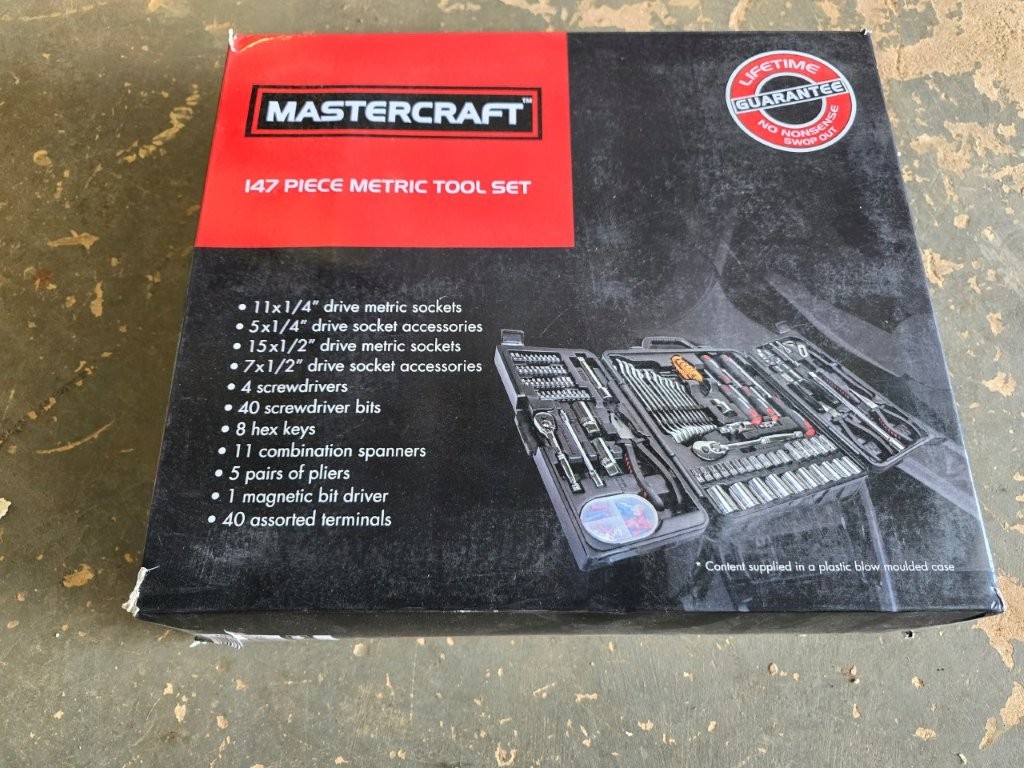 MASTERCRAFT™
147 PIECE METRIC TOOL SET
LIFETIME
GUARANTEE
NO NONSENSE
SWOP OUT
• 11x1/4" drive metric sockets
• 5x1/4" drive socket accessories
• 15x1/2" drive metric sockets
• 7x1/2" drive socket accessories
• 4 screwdrivers
• 40 screwdriver bits
• 8 hex keys
• 11 combination spanners
• 5 pairs of pliers
• 1 magnetic bit driver
• 40 assorted terminals
* Content supplied in a plastic blow moulded case